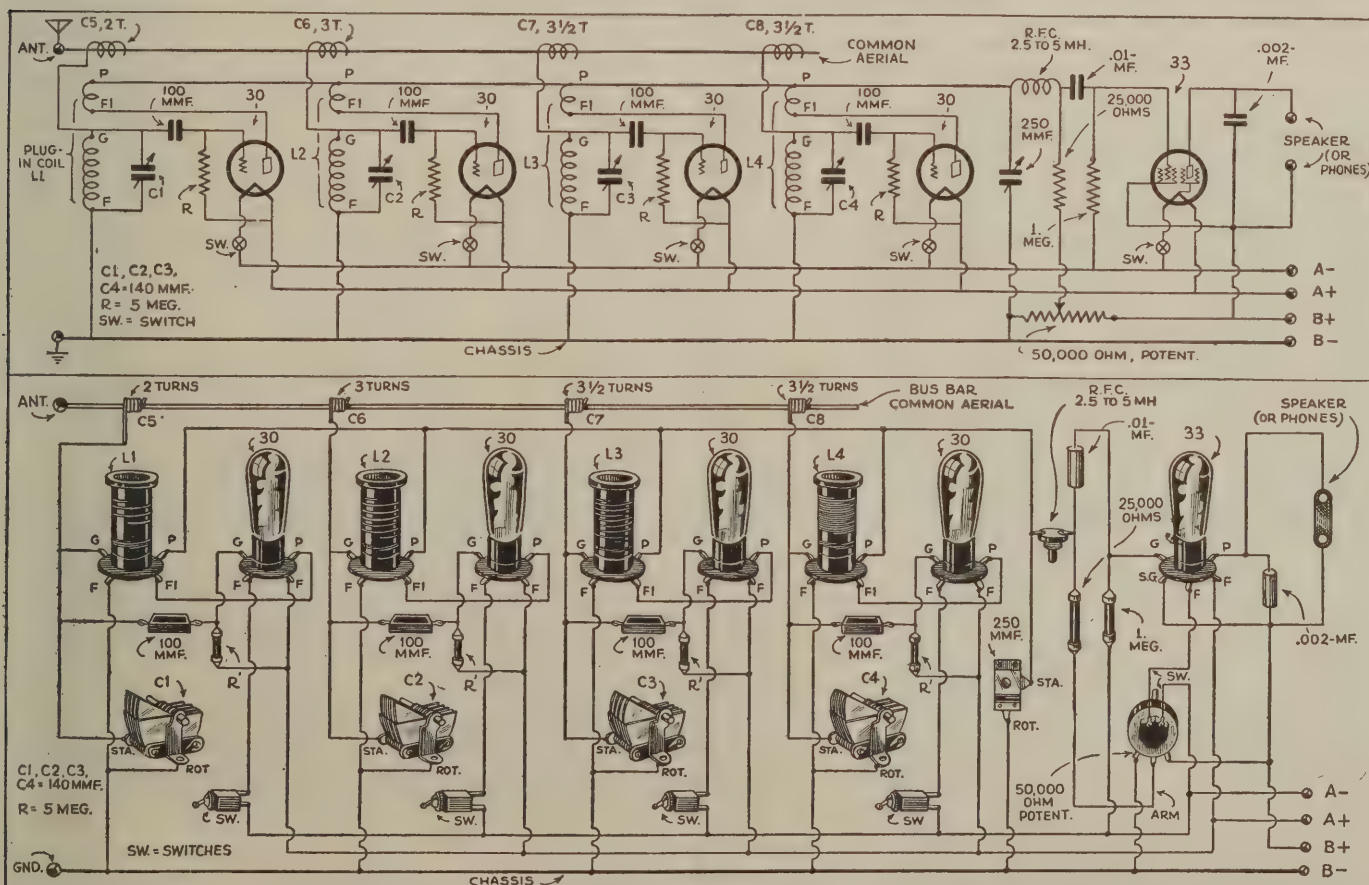 C5, 2 T.
C6, 3 T.
C7, 3½ T
C8, 3½ T.
ANT.
COMMON
AERIAL
R.F.C.
2.5 TO 5 MH.
.01-
MF.
33
.002-
MF.
P
F1
100
MMF.
30
P
F1
100
MMF.
30
P
F1
100
MMF.
30
P
F1
100
MMF.
30
25,000
OHMS
250
MMF.
SPEAKER
(OR
PHONES)
PLUG-
IN COIL
L1
G
F
C1
R
L2
G
F
C2
R
L3
G
F
C3
R
L4
G
F
C4
R
1.
MEG.
SW.
SW.
SW.
SW.
SW.
C1, C2, C3,
C4=140 MMF.
R= 5 MEG.
SW.= SWITCH
A-
A+
B+
B-
CHASSIS
50,000 OHM, POTENT.
2 TURNS
3 TURNS
3½ TURNS
3½ TURNS
BUS BAR
COMMON AERIAL
R.F.C.
2.5 TO 5 MH
SPEAKER
(OR PHONES)
ANT.
C5
C6
C7
C8
.01-
MF.
L1
30
L2
30
L3
30
L4
30
33
25,000
OHMS
G
P
F
F1
F
F
G
P
F
F1
F
F
G
P
F
F1
F
F
G
P
F
F1
F
F
G
P
S.G.
F
F
100
MMF.
R'
100
MMF.
R'
100
MMF.
R'
100
MMF.
R'
250
MMF.
1.
MEG.
.002-MF.
C1
C2
C3
C4
STA.
SW.
STA.
ROT.
STA.
ROT.
STA.
ROT.
STA.
ROT.
ROT.
C1, C2, C3,
C4=140 MMF.
R= 5 MEG.
SW.
SW.
SW.
SW
50,000
OHM
POTENT.
ARM
A-
A+
B+
B-
SW.= SWITCHES
GND.
CHASSIS